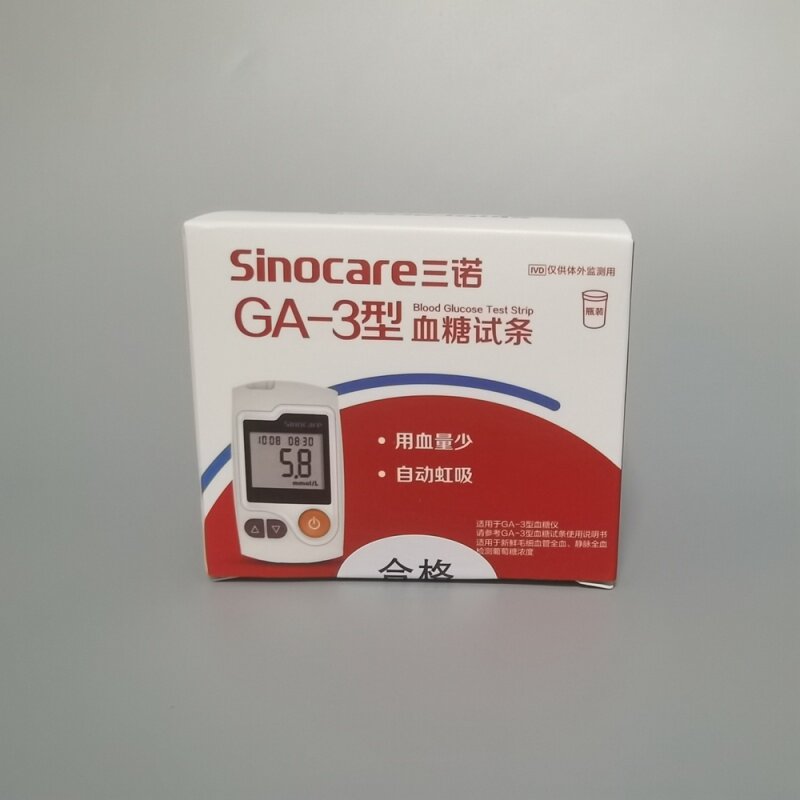 Sinocare三诺
IVD 仅供体外监测用
GA-3型
Blood Glucose Test Strip
血糖试条
瓶装
Sinocare
10:08 08:30
5.8
mmol/L
• 用血量少
• 自动虹吸
适用于GA-3型血糖仪
请参考GA-3型血糖试条使用说明书
适用于新鲜毛细血管全血、静脉全血
检测葡萄糖浓度
合格